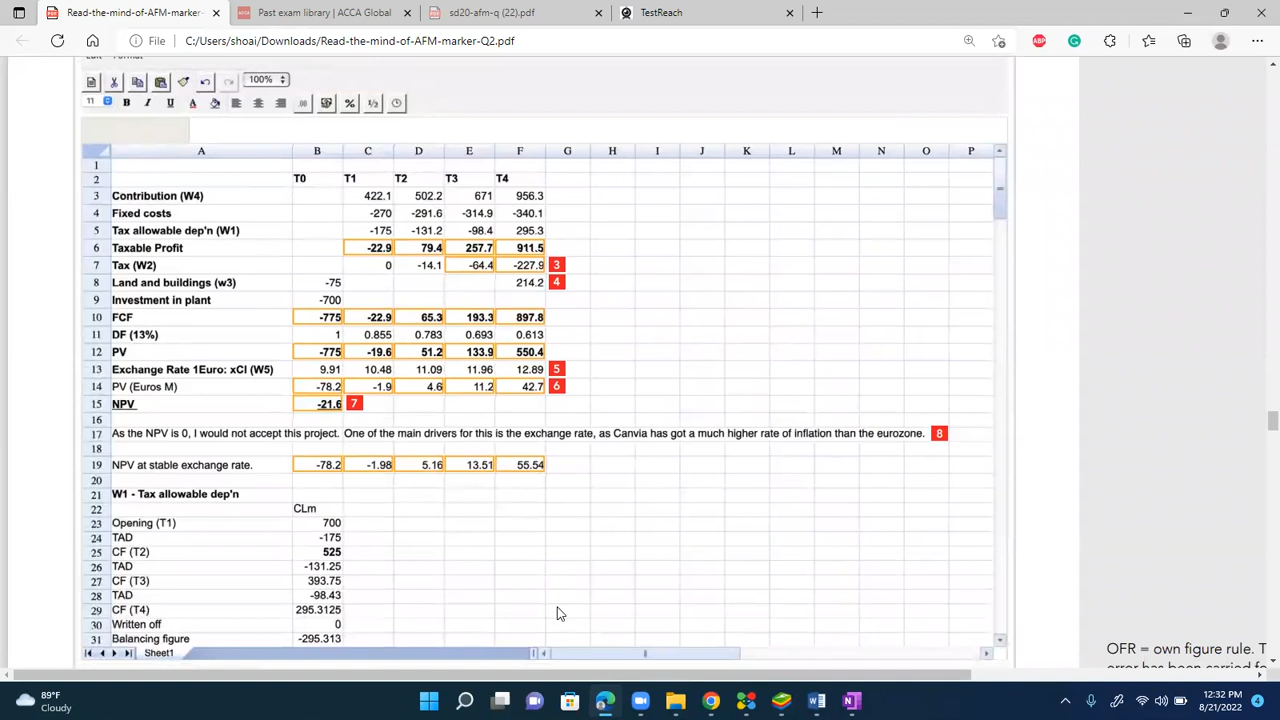 Read-the-mind-of-AFM-marker- Past exam library | ACCA Global sd20-afm-q (22).pdf TestReach
File C:/Users/shoai/Downloads/Read-the-mind-of-AFM-marker-Q2.pdf ABP
100%
11 B I U A .00 % ½
A B C D E F G H I J K L M N O P
1
2 T0 T1 T2 T3 T4
3 Contribution (W4) 422.1 502.2 671 956.3
4 Fixed costs -270 -291.6 -314.9 -340.1
5 Tax allowable dep'n (W1) -175 -131.2 -98.4 295.3
6 Taxable Profit -22.9 79.4 257.7 911.5
7 Tax (W2) 0 -14.1 -64.4 -227.9 3
8 Land and buildings (w3) -75 214.2 4
9 Investment in plant -700
10 FCF -775 -22.9 65.3 193.3 897.8
11 DF (13%) 1 0.855 0.783 0.693 0.613
12 PV -775 -19.6 51.2 133.9 550.4
13 Exchange Rate 1Euro: xCl (W5) 9.91 10.48 11.09 11.96 12.89 5
14 PV (Euros M) -78.2 -1.9 4.6 11.2 42.7 6
15 NPV -21.6 7
16
17 As the NPV is 0, I would not accept this project. One of the main drivers for this is the exchange rate, as Canvia has got a much higher rate of inflation than the eurozone. 8
18
19 NPV at stable exchange rate. -78.2 -1.98 5.16 13.51 55.54
20
21 W1 - Tax allowable dep'n
22 CLm
23 Opening (T1) 700
24 TAD -175
25 CF (T2) 525
26 TAD -131.25
27 CF (T3) 393.75
28 TAD -98.43
29 CF (T4) 295.3125
30 Written off 0
31 Balancing figure -295.313
Sheet1
OFR = own figure rule. T
89°F
Cloudy
12:32 PM
8/21/2022